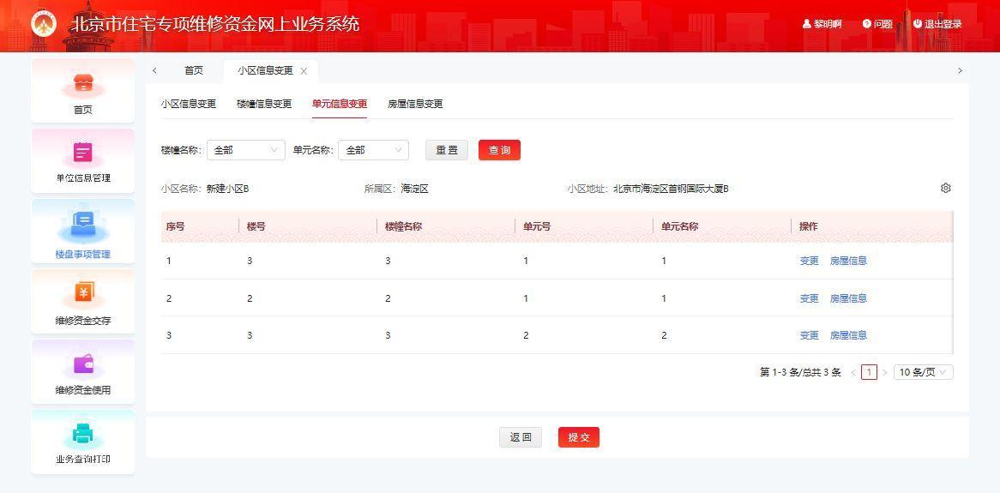 北京市住宅专项维修资金网上业务系统
黎明啊 问题 退出登录
首页
单位信息管理
楼盘事项管理
维修资金交存
维修资金使用
业务查询打印
首页 小区信息变更
小区信息变更 楼幢信息变更 单元信息变更 房屋信息变更
楼幢名称: 全部 单元名称: 全部 重置 查询
小区名称: 新建小区B 所属区: 海淀区 小区地址: 北京市海淀区首钢国际大厦B
序号 楼号 楼幢名称 单元号 单元名称 操作
1 3 3 1 1 变更 房屋信息
2 2 2 1 1 变更 房屋信息
3 3 3 2 2 变更 房屋信息
第 1-3 条/总共 3 条 1 10 条/页
返回 提交